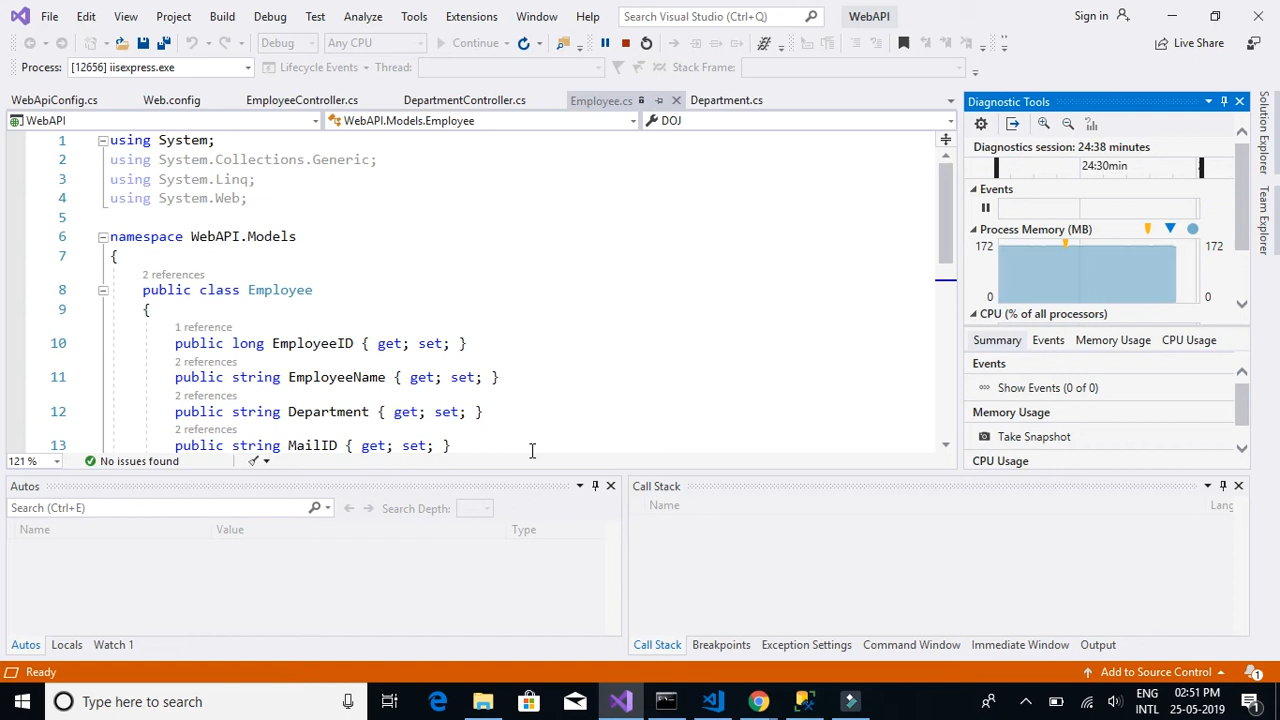 File Edit View Project Build Debug Test Analyze Tools Extensions Window Help Search Visual Studio (Ctrl+Q) WebAPI Sign in
Debug Any CPU Continue Live Share
Process: [12656] iisexpress.exe Lifecycle Events Thread: Stack Frame:
WebApiConfig.cs Web.config EmployeeController.cs DepartmentController.cs Employee.cs Department.cs
WebAPI WebAPI.Models.Employee DOJ
1 using System;
2 using System.Collections.Generic;
3 using System.Linq;
4 using System.Web;
5
6 namespace WebAPI.Models
7 {
2 references
8 public class Employee
9 {
1 reference
10 public long EmployeeID { get; set; }
2 references
11 public string EmployeeName { get; set; }
2 references
12 public string Department { get; set; }
2 references
13 public string MailID { get; set; }
121 % No issues found
Diagnostic Tools
Diagnostics session: 24:38 minutes
24:30min
Events
Process Memory (MB)
172 172
0 0
CPU (% of all processors)
Summary Events Memory Usage CPU Usage
Events
Show Events (0 of 0)
Memory Usage
Take Snapshot
CPU Usage
Solution Explorer
Team Explorer
Autos
Search (Ctrl+E) Search Depth:
Name Value Type
Autos Locals Watch 1
Call Stack
Name Lang
Call Stack Breakpoints Exception Settings Command Window Immediate Window Output
Ready Add to Source Control 1
Type here to search ENG 02:51 PM
INTL 25-05-2019 1